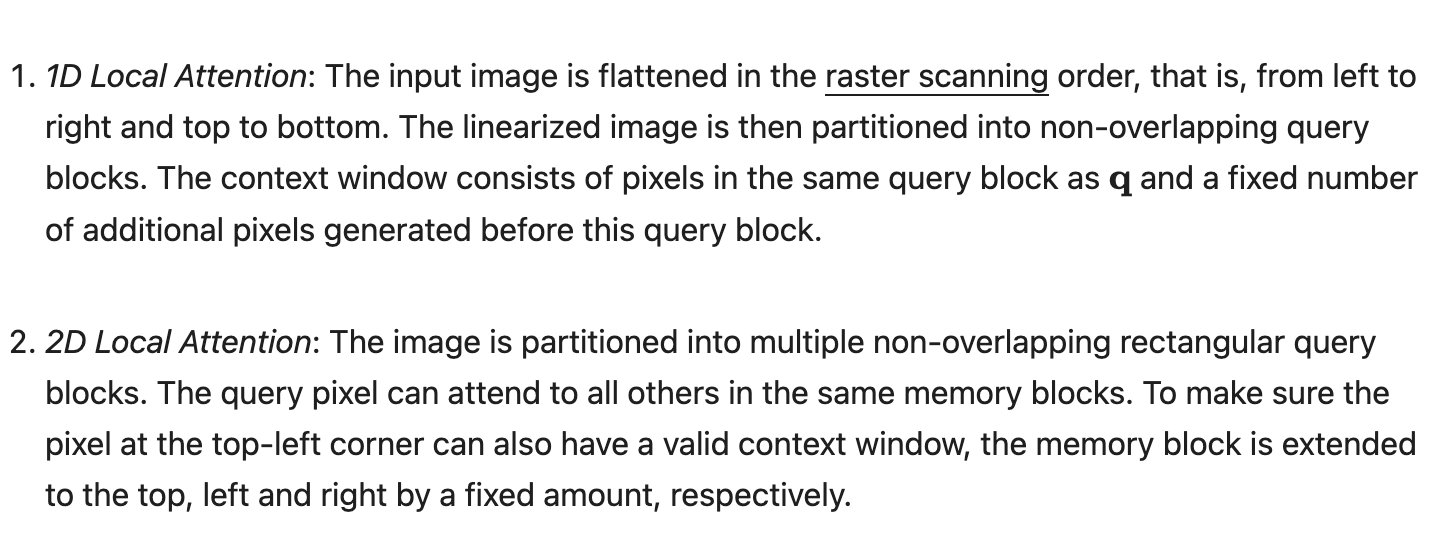 1. 1D Local Attention: The input image is flattened in the raster scanning order, that is, from left to
right and top to bottom. The linearized image is then partitioned into non-overlapping query
blocks. The context window consists of pixels in the same query block as q and a fixed number
of additional pixels generated before this query block.
2. 2D Local Attention: The image is partitioned into multiple non-overlapping rectangular query
blocks. The query pixel can attend to all others in the same memory blocks. To make sure the
pixel at the top-left corner can also have a valid context window, the memory block is extended
to the top, left and right by a fixed amount, respectively.